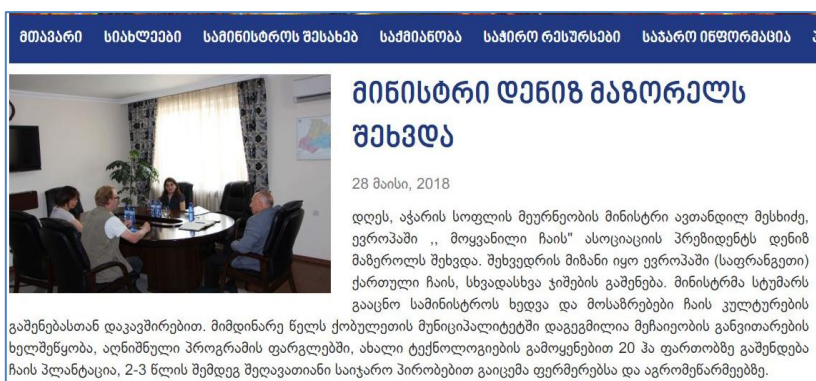 მთავარი სიახლეები სამინისტროს შესახებ საქმიანობა საჭირო რესურსები საჯარო ინფორმაცია
მინისტრი დენიზ მაზორელს
შეხვდა
28 მაისი, 2018
დღეს, აჭარის სოფლის მეურნეობის მინისტრი ავთანდილ მესხიძე,
ევროპაში ,, მოყვანილი ჩაის" ასოციაციის პრეზიდენტს დენიზ
მაზეროლს შეხვდა. შეხვედრის მიზანი იყო ევროპაში (საფრანგეთი)
ქართული ჩაის, სხვადასხვა ჯიშების გაშენება. მინისტრმა სტუმარს
გააცნო სამინისტროს ხედვა და მოსაზრებები ჩაის კულტურების
გაშენებასთან დაკავშირებით. მიმდინარე წელს ქობულეთის მუნიციპალიტეტში დაგეგმილია მეჩაიეობის განვითარების
ხელშეწყობა, აღნიშნული პროგრამის ფარგლებში, ახალი ტექნოლოგიების გამოყენებით 20 ჰა ფართობზე გაშენდება
ჩაის პლანტაცია, 2-3 წლის შემდეგ შეღავათიანი საიჯარო პირობებით გაიცემა ფერმერებსა და აგრომეწარმეებზე.